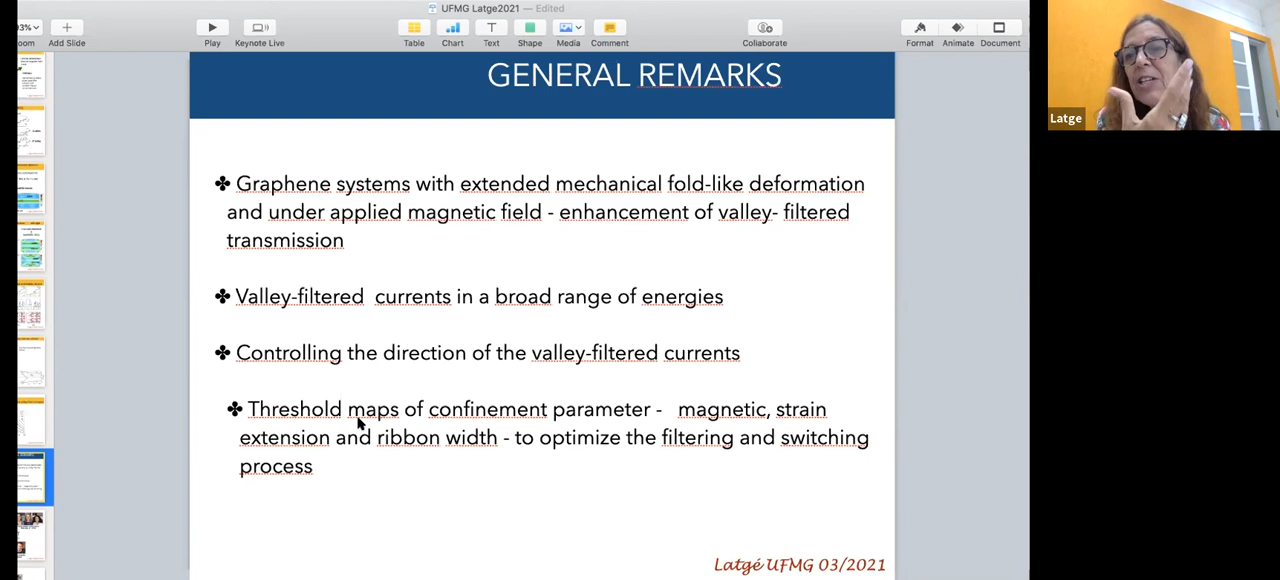 UFMG Latge2021 — Edited
93%
Zoom
Add Slide
Play
Keynote Live
Table
Chart
Text
Shape
Media
Comment
Collaborate
Format
Animate
Document
GENERAL REMARKS
Graphene systems with extended mechanical fold-like deformation
and under applied magnetic field - enhancement of valley- filtered
transmission
Valley-filtered currents in a broad range of energies
Controlling the direction of the valley-filtered currents
Threshold maps of confinement parameter - magnetic, strain
extension and ribbon width - to optimize the filtering and switching
process
Latgé UFMG 03/2021
Latge